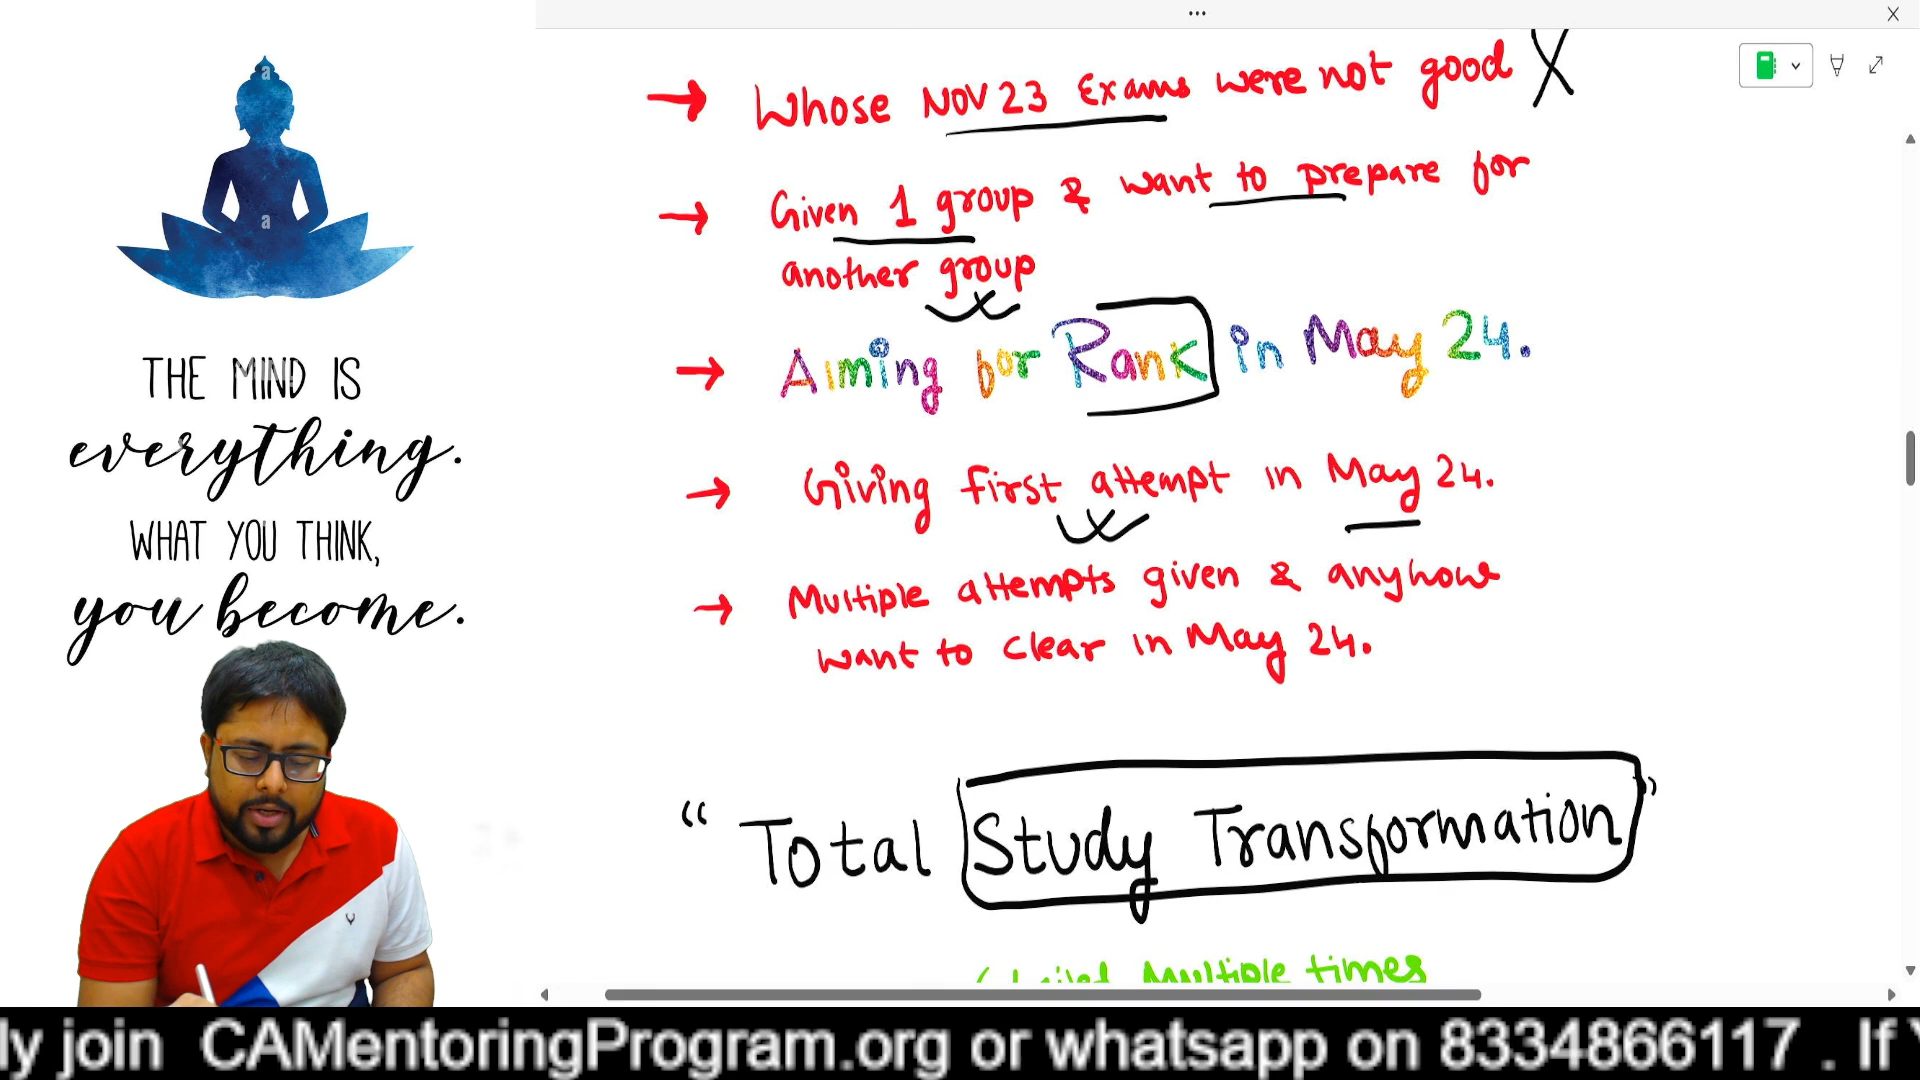 THE MIND IS
everything.
WHAT YOU THINK,
you become.
→ Whose NOV 23 Exams were not good X
→ Given 1 group & want to prepare for
another group
→ Aiming for Rank in May 24.
→ Giving first attempt in May 24.
→ Multiple attempts given & anyhow
want to clear in May 24.
“ Total Study Transformation ”
Multiple times
ly join CAMentoringProgram.org or whatsapp on 8334866117 . If